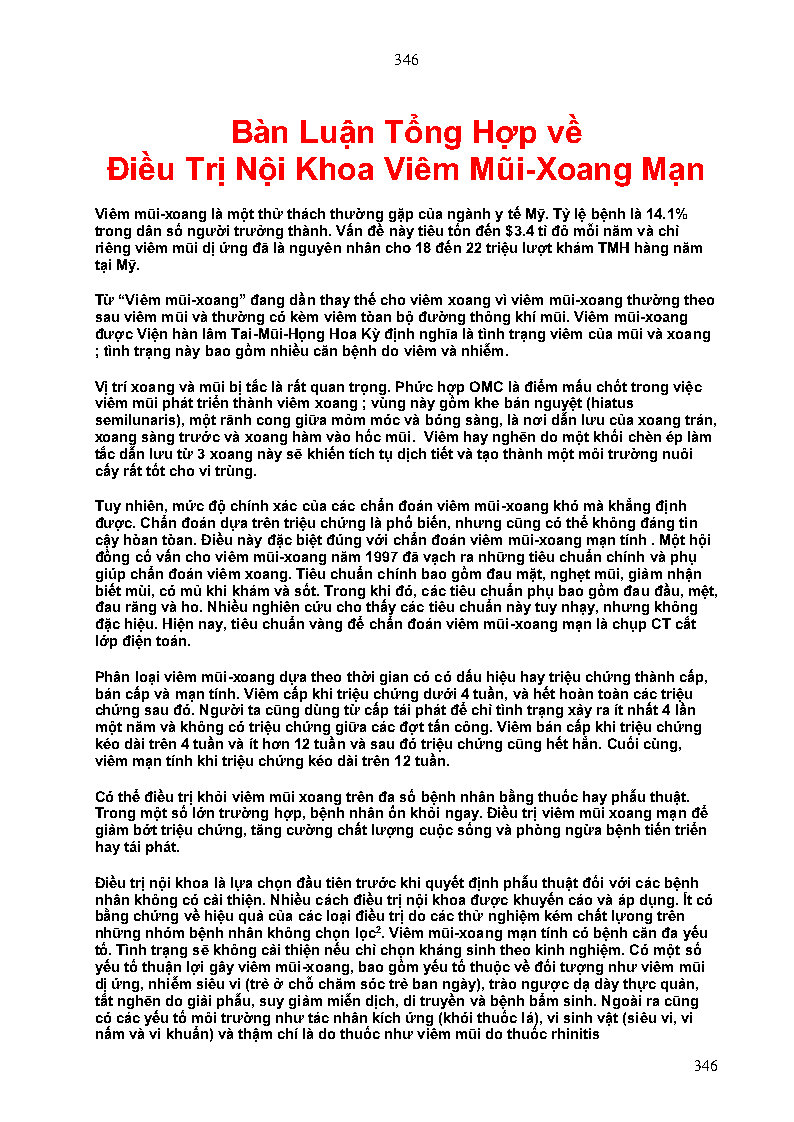 346
Bàn Luận Tổng Hợp về
Điều Trị Nội Khoa Viêm Mũi-Xoang Mạn
Viêm mũi-xoang là một thử thách thường gặp của ngành y tế Mỹ. Tỷ lệ bệnh là 14.1%
trong dân số người trưởng thành. Vấn đề này tiêu tốn đến $3.4 tỉ đô mỗi năm và chỉ
riêng viêm mũi dị ứng đã là nguyên nhân cho 18 đến 22 triệu lượt khám TMH hàng năm
tại Mỹ.
Từ “Viêm mũi-xoang” đang dần thay thế cho viêm xoang vì viêm mũi-xoang thường theo
sau viêm mũi và thường có kèm viêm tòan bộ đường thông khí mũi. Viêm mũi-xoang
được Viện hàn lâm Tai-Mũi-Họng Hoa Kỳ định nghĩa là tình trạng viêm của mũi và xoang
; tình trạng này bao gồm nhiều căn bệnh do viêm và nhiễm.
Vị trí xoang và mũi bị tắc là rất quan trọng. Phức hợp OMC là điểm mấu chốt trong việc
viêm mũi phát triển thành viêm xoang ; vùng này gồm khe bán nguyệt (hiatus
semilunaris), một rãnh cong giữa mỏm móc và bóng sàng, là nơi dẫn lưu của xoang trán,
xoang sàng trước và xoang hàm vào hốc mũi.  Viêm hay nghẽn do một khối chèn ép làm
tắc dẫn lưu từ 3 xoang này sẽ khiến tích tụ dịch tiết và tạo thành một môi trường nuôi
cấy rất tốt cho vi trùng.
Tuy nhiên, mức độ chính xác của các chẩn đoán viêm mũi-xoang khó mà khẳng định
được. Chẩn đoán dựa trên triệu chứng là phổ biến, nhưng cũng có thể không đáng tin
cậy hòan tòan. Điều này đặc biệt đúng với chẩn đoán viêm mũi-xoang mạn tính . Một hội
đồng cố vấn cho viêm mũi-xoang năm 1997 đã vạch ra những tiêu chuẩn chính và phụ
giúp chẩn đoán viêm xoang. Tiêu chuẩn chính bao gồm đau mặt, nghẹt mũi, giảm nhận
biết mùi, có mủ khi khám và sốt. Trong khi đó, các tiêu chuẩn phụ bao gồm đau đầu, mệt,
đau răng và ho. Nhiều nghiên cứu cho thấy các tiêu chuẩn này tuy nhạy, nhưng không
đặc hiệu. Hiện nay, tiêu chuẩn vàng để chẩn đoán viêm mũi-xoang mạn là chụp CT cắt
lớp điện toán.
Phân loại viêm mũi-xoang dựa theo thời gian có có dấu hiệu hay triệu chứng thành cấp,
bán cấp và mạn tính. Viêm cấp khi triệu chứng dưới 4 tuần, và hết hoàn toàn các triệu
chứng sau đó. Người ta cũng dùng từ cấp tái phát để chỉ tình trạng xảy ra ít nhất 4 lần
một năm và không có triệu chứng giữa các đợt tấn công. Viêm bán cấp khi triệu chứng
kéo dài trên 4 tuần và ít hơn 12 tuần và sau đó triệu chứng cũng hết hẳn. Cuối cùng,
viêm mạn tính khi triệu chứng kéo dài trên 12 tuần.
Có thể điều trị khỏi viêm mũi xoang trên đa số bệnh nhân bằng thuốc hay phẫu thuật.
Trong một số lớn trường hợp, bệnh nhân ổn khỏi ngay. Điều trị viêm mũi xoang mạn để
giảm bớt triệu chứng, tăng cường chất lượng cuộc sống và phòng ngừa bệnh tiến triển
hay tái phát.
Điều trị nội khoa là lựa chọn đầu tiên trước khi quyết định phẫu thuật đối với các bệnh
nhân không có cải thiện. Nhiều cách điều trị nội khoa được khuyến cáo và áp dụng. Ít có
bằng chứng về hiệu quả của các loại điều trị do các thử nghiệm kém chất lựơng trên
những nhóm bệnh nhân không chọn lọc². Viêm mũi-xoang mạn tính có bệnh căn đa yếu
tố. Tình trạng sẽ không cải thiện nếu chỉ chọn kháng sinh theo kinh nghiệm. Có một số
yếu tố thuận lợi gây viêm mũi-xoang, bao gồm yếu tố thuộc về đối tượng như viêm mũi
dị ứng, nhiễm siêu vi (trẻ ở chỗ chăm sóc trẻ ban ngày), trào ngược dạ dày thực quản,
tắt nghẽn do giải phẫu, suy giảm miễn dịch, di truyền và bệnh bẩm sinh. Ngoài ra cũng
có các yếu tố môi trường như tác nhân kích ứng (khói thuốc lá), vi sinh vật (siêu vi, vi
nấm và vi khuẩn) và thậm chí là do thuốc như viêm mũi do thuốc rhinitis
346